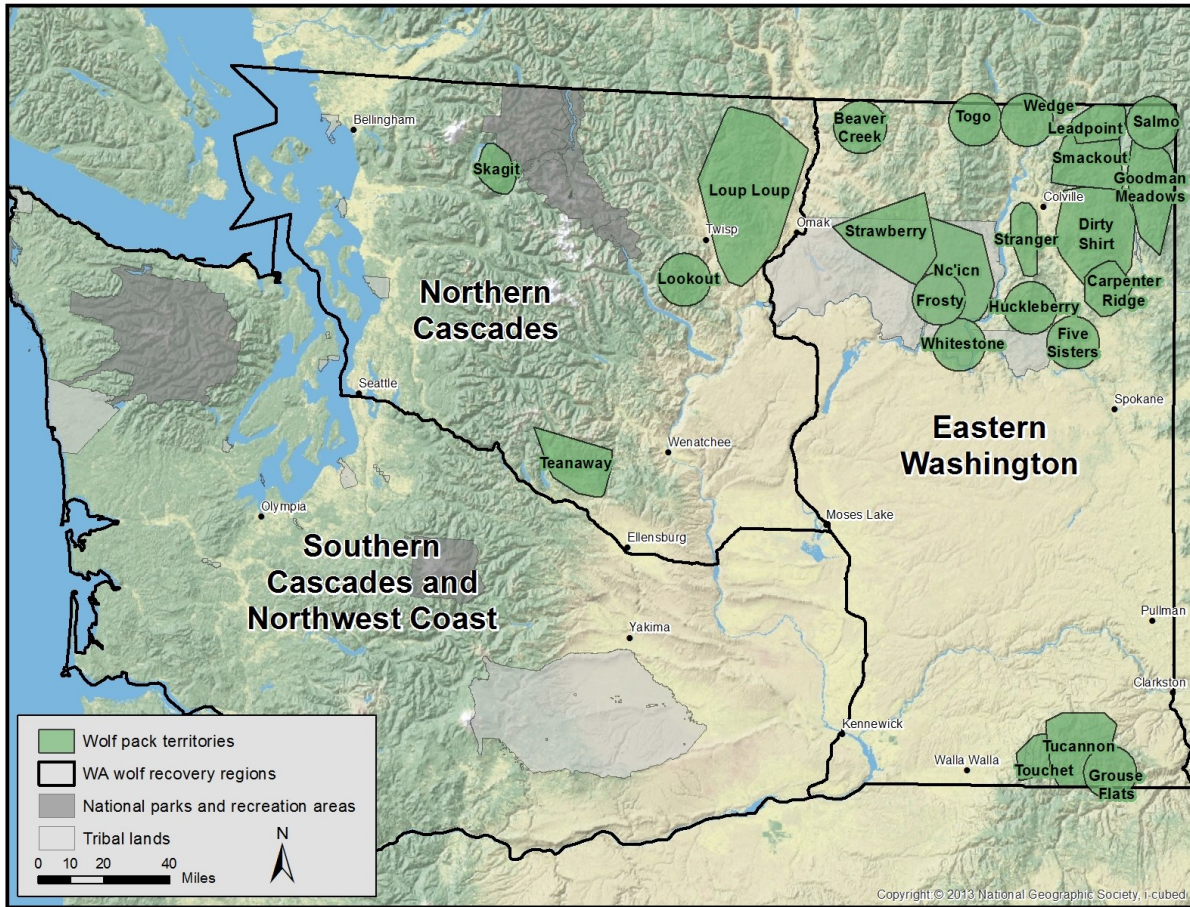 Bellingham
Skagit
Loup Loup
Twisp
Lookout
Omak
Beaver
Creek
Togo
Wedge
Leadpoint
Salmo
Smackout
Goodman
Meadows
Colville
Strawberry
Stranger
Dirty
Shirt
Nc'icn
Frosty
Huckleberry
Carpenter
Ridge
Whitestone
Five
Sisters
Northern
Cascades
Seattle
Spokane
Eastern
Washington
Teanaway
Wenatchee
Olympia
Moses Lake
Ellensburg
Southern
Cascades and
Northwest Coast
Yakima
Pullman
Clarkston
Kennewick
Walla Walla
Tucannon
Touchet
Grouse
Flats
Wolf pack territories
WA wolf recovery regions
National parks and recreation areas
Tribal lands
N
0 10 20 40
Miles
Copyright:© 2013 National Geographic Society, i-cubed